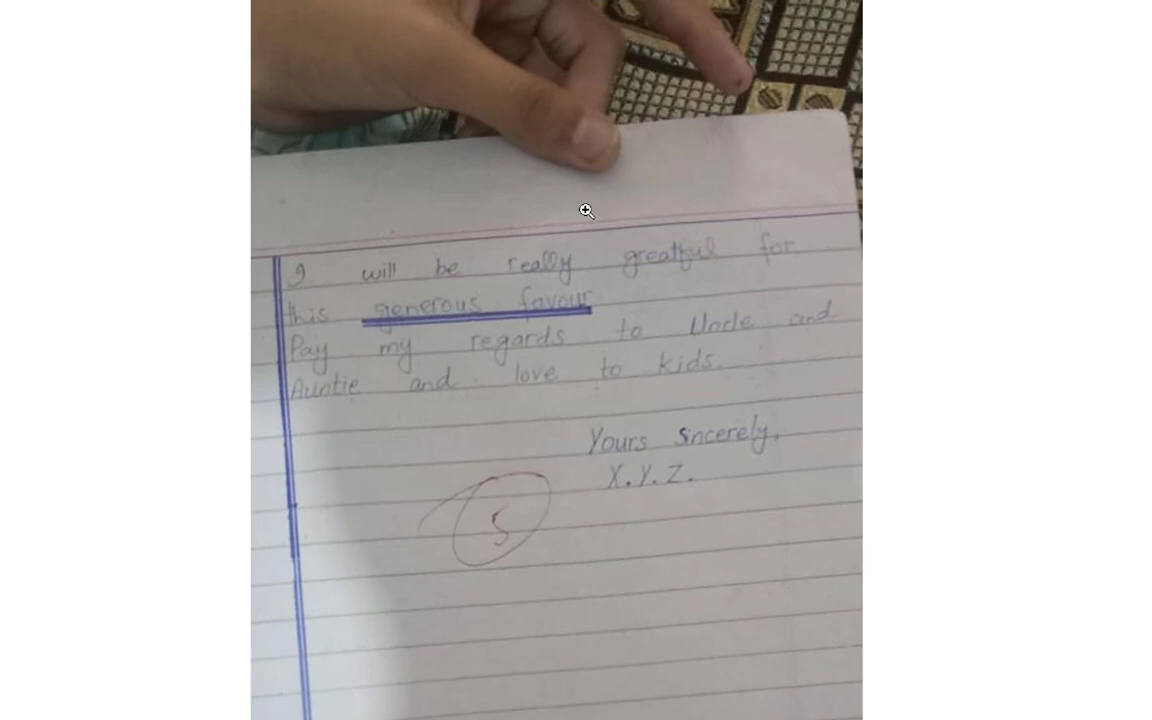 I will be really greatful for
this generous favour
Pay my regards to Uncle and
Auntie and love to kids.
Yours Sincerely,
X.Y.Z.
5